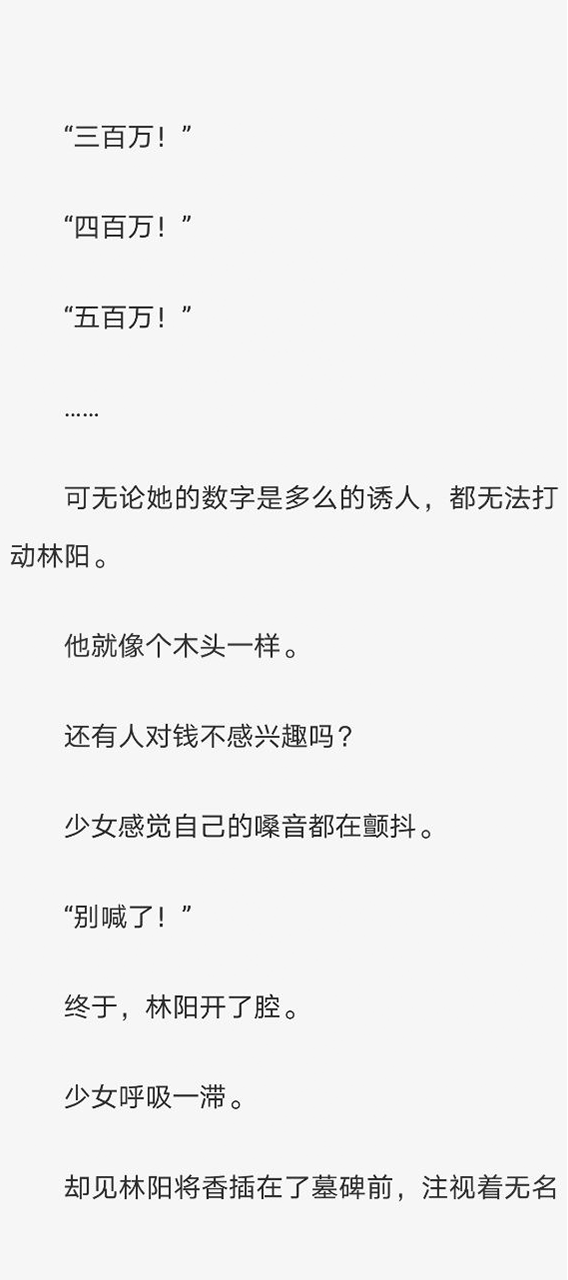 “三百万！”
“四百万！”
“五百万！”
……
可无论她的数字是多么的诱人，都无法打
动林阳。
他就像个木头一样。
还有人对钱不感兴趣吗？
少女感觉自己的嗓音都在颤抖。
“别喊了！”
终于，林阳开了腔。
少女呼吸一滞。
却见林阳将香插在了墓碑前，注视着无名